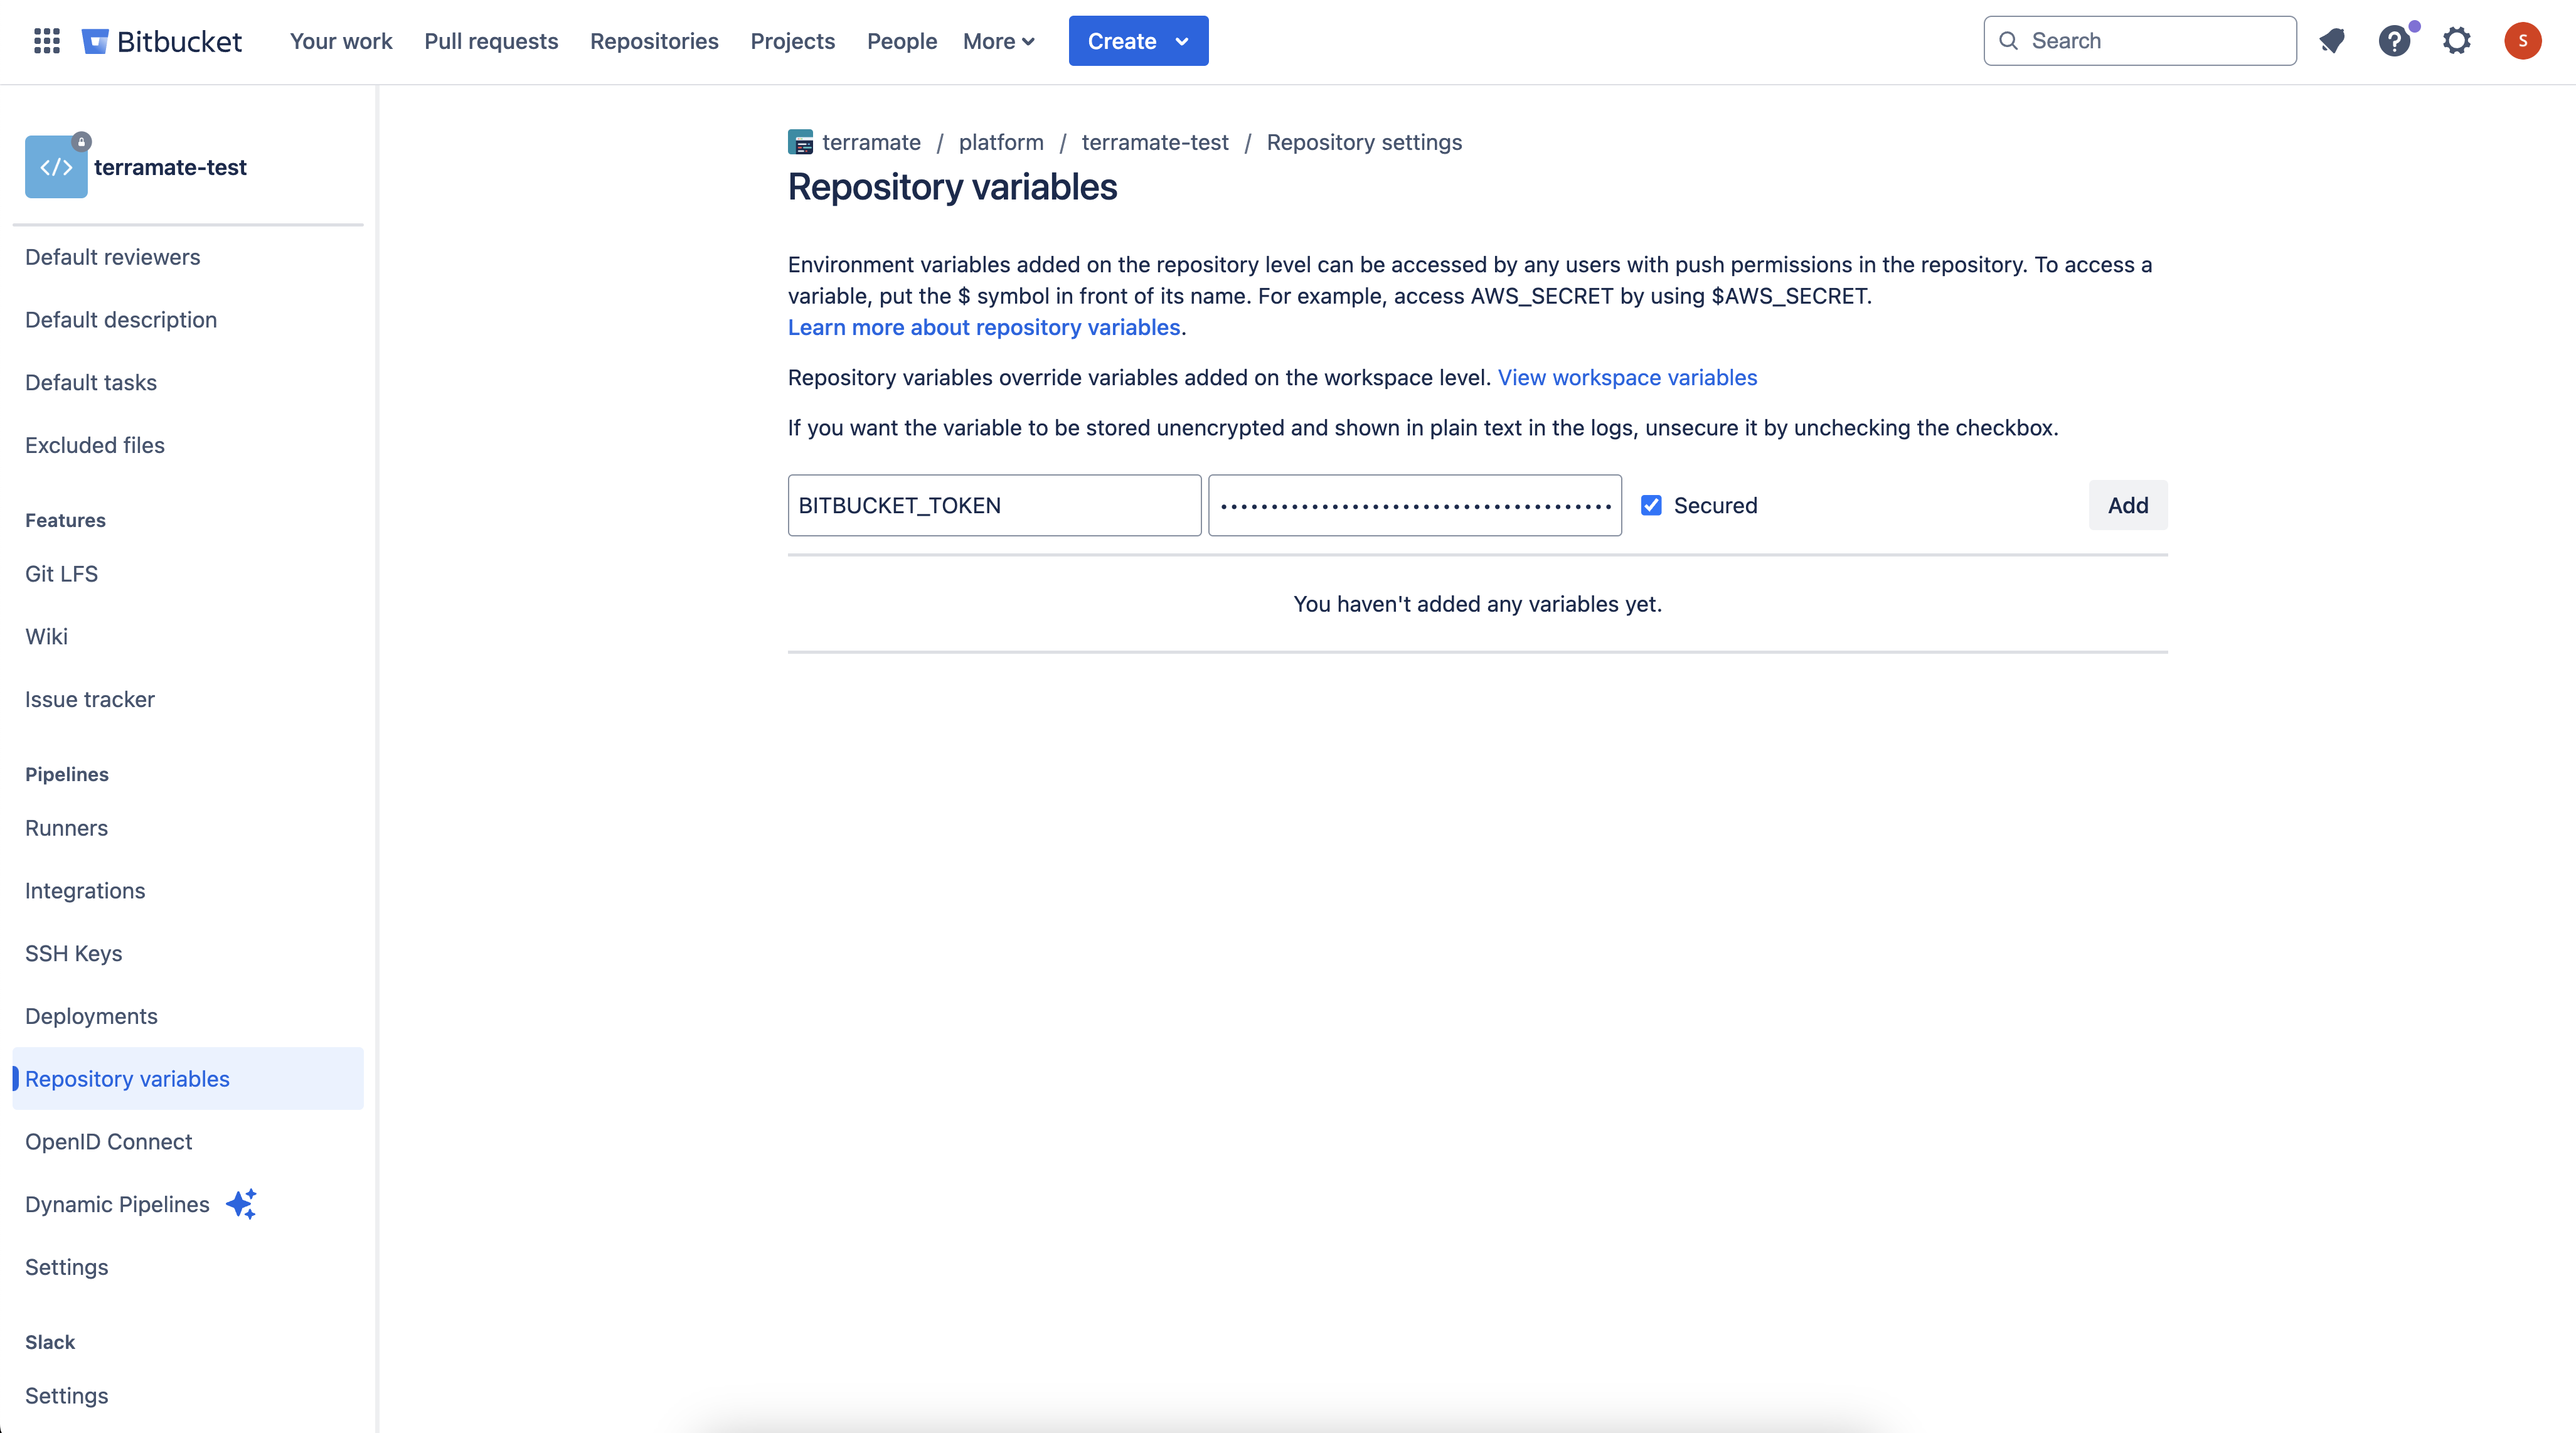 Bitbucket
Your work
Pull requests
Repositories
Projects
People
More
Create
Search
?
S
</>
terramate-test
Default reviewers
Default description
Default tasks
Excluded files
Features
Git LFS
Wiki
Issue tracker
Pipelines
Runners
Integrations
SSH Keys
Deployments
Repository variables
OpenID Connect
Dynamic Pipelines
Settings
Slack
Settings
terramate / platform / terramate-test / Repository settings
Repository variables
Environment variables added on the repository level can be accessed by any users with push permissions in the repository. To access a
variable, put the $ symbol in front of its name. For example, access AWS_SECRET by using $AWS_SECRET.
Learn more about repository variables.
Repository variables override variables added on the workspace level. View workspace variables
If you want the variable to be stored unencrypted and shown in plain text in the logs, unsecure it by unchecking the checkbox.
BITBUCKET_TOKEN
Secured
Add
You haven't added any variables yet.